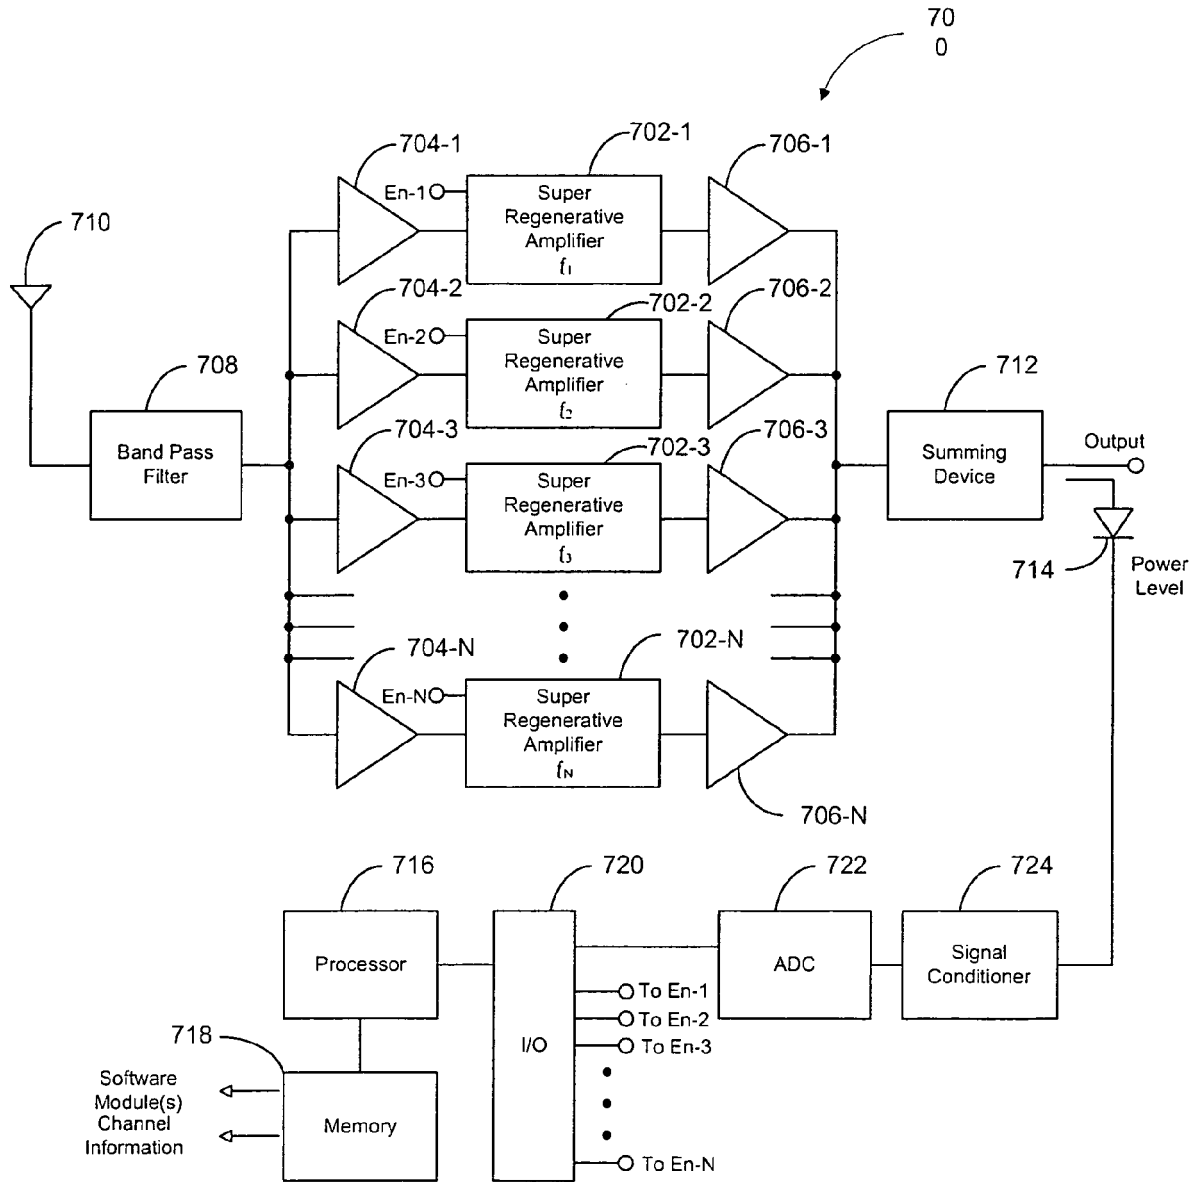 70
0
704-1
702-1
706-1
En-1
Super
Regenerative
Amplifier
f1
710
704-2
702-2
706-2
En-2
Super
Regenerative
Amplifier
f2
708
712
Band Pass
Filter
704-3
702-3
706-3
Summing
Device
Output
En-3
Super
Regenerative
Amplifier
f3
714
Power
Level
704-N
702-N
En-N
Super
Regenerative
Amplifier
fN
706-N
716
720
722
724
Processor
ADC
Signal
Conditioner
I/O
To En-1
To En-2
To En-3
To En-N
718
Software
Module(s)
Channel
Information
Memory